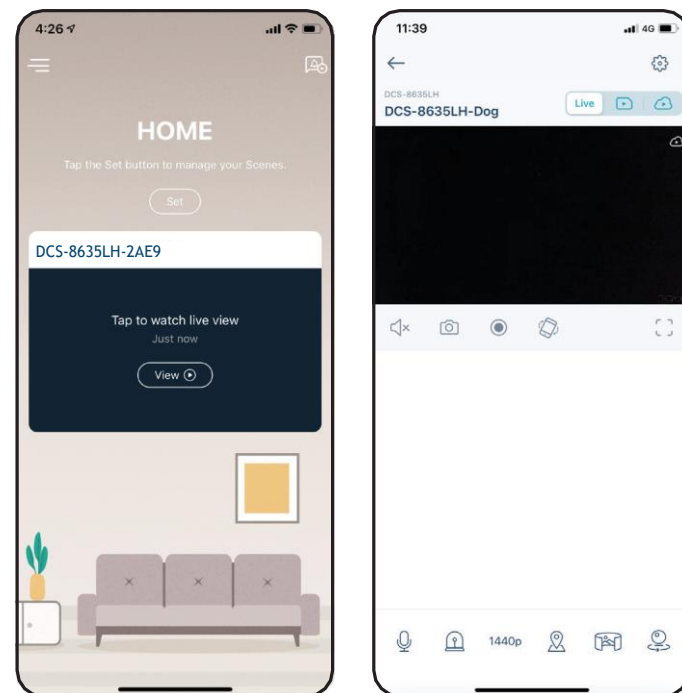 4:26
HOME
Tap the Set button to manage your Scenes.
Set
DCS-8635LH-2AE9
Tap to watch live view
Just now
View
11:39
4G
DCS-8635LH
DCS-8635LH-Dog
Live
1440p